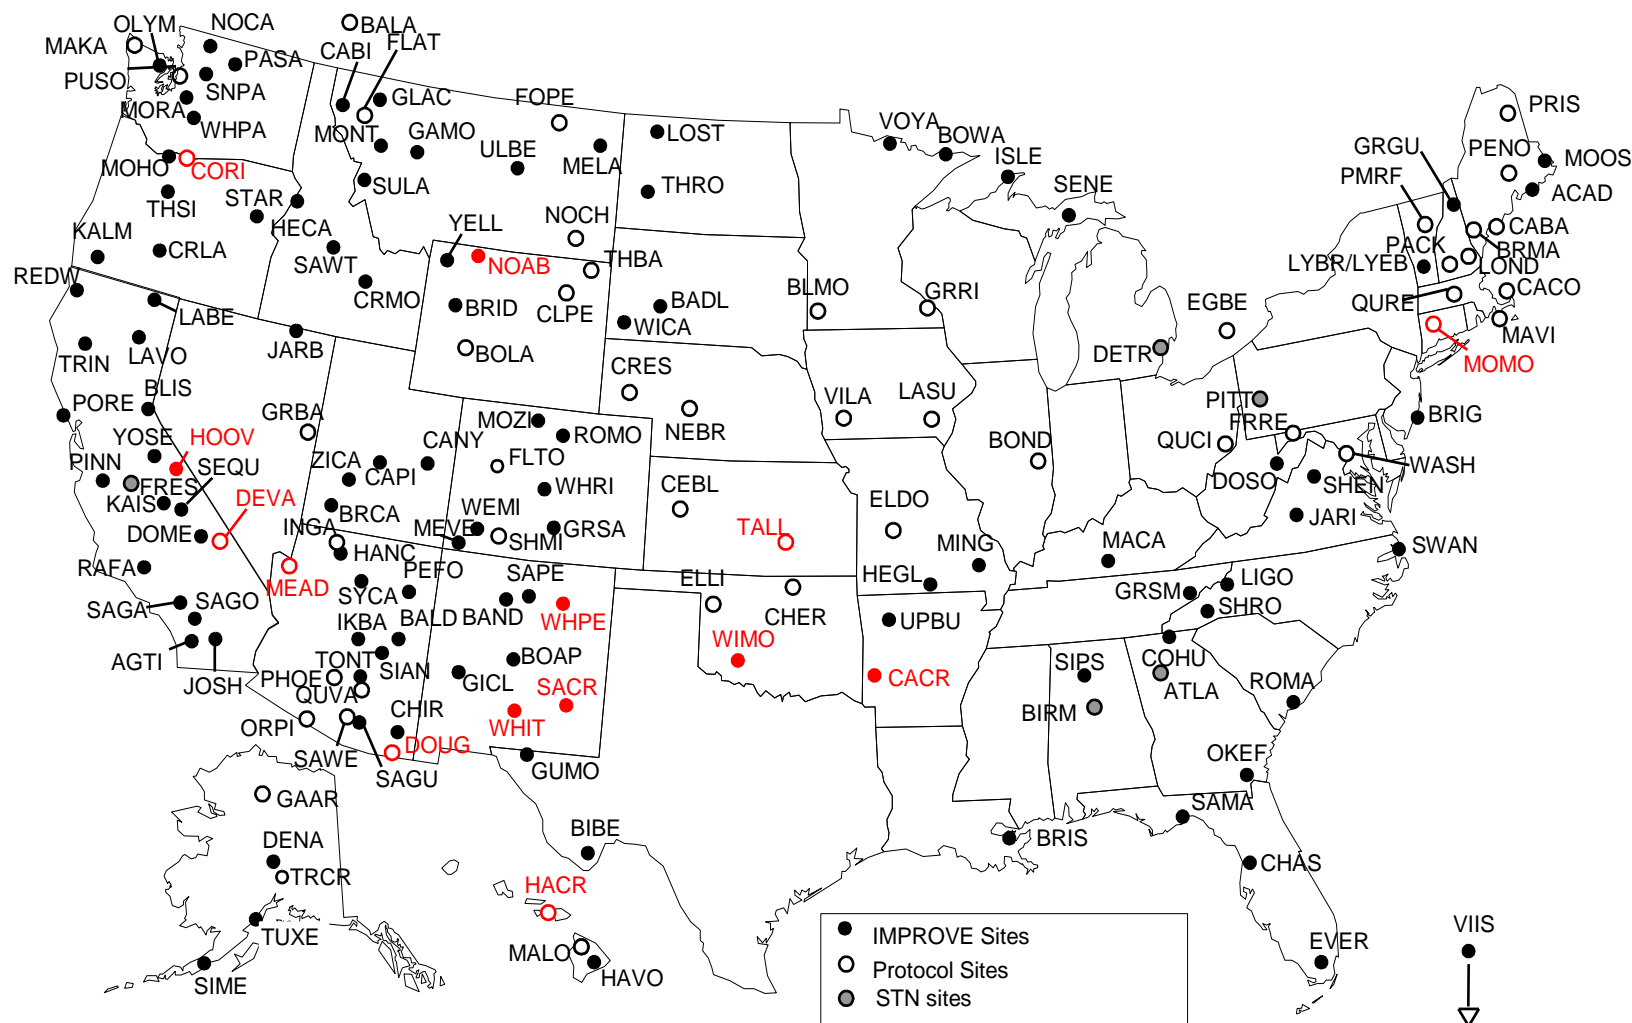 OLYM
NOCA
BALA
FLAT
MAKA
PASA
CABI
PUSO
SNPA
GLAC
FOPE
MORA
WHPA
MONT
GAMO
LOST
VOYA
BOWA
PRIS
GRGU
PENO
MOOS
MOHO
CORI
ULBE
MELA
ISLE
PMRF
ACAD
THSI
STAR
SULA
THRO
SENE
KALM
HECA
NOCH
CABA
CRLA
YELL
PACK
BRMA
SAWT
NOAB
THBA
LYBR/LYEB
LOND
REDW
CRMO
BLMO
GRRI
CACO
LABE
BRID
CLPE
BADL
EGBE
QURE
WICA
MAVI
TRIN
LAVO
JARB
BOLA
DETR
MOMO
CRES
BLIS
PORE
GRBA
MOZI
VILA
LASU
PITT
BRIG
YOSE
HOOV
CANY
ROMO
NEBR
BOND
QUCI
FRRE
PINN
SEQU
ZICA
FLTO
WASH
FRES
CAPI
WHRI
CEBL
ELDO
DOSO
SHEN
KAIS
DEVA
BRCA
WEMI
JARI
DOME
INGA
MEVE
GRSA
TALL
SHMI
MING
MACA
SWAN
RAFA
HANC
PEFO
SAPE
ELLI
HEGL
LIGO
MEAD
SYCA
CHER
GRSM
SAGA
SAGO
IKBA
BALD
BAND
WHPE
UPBU
SHRO
WIMO
AGTI
TONT
SIAN
BOAP
SIPS
COHU
JOSH
PHOE
QUVA
GICL
SACR
CACR
ATLA
ROMA
ORPI
CHIR
WHIT
BIRM
SAWE
DOUG
OKEF
SAGU
GUMO
GAAR
SAMA
DENA
BIBE
BRIS
CHAS
TRCR
HACR
TUXE
IMPROVE Sites
VIIS
MALO
EVER
SIME
HAVO
Protocol Sites
STN sites